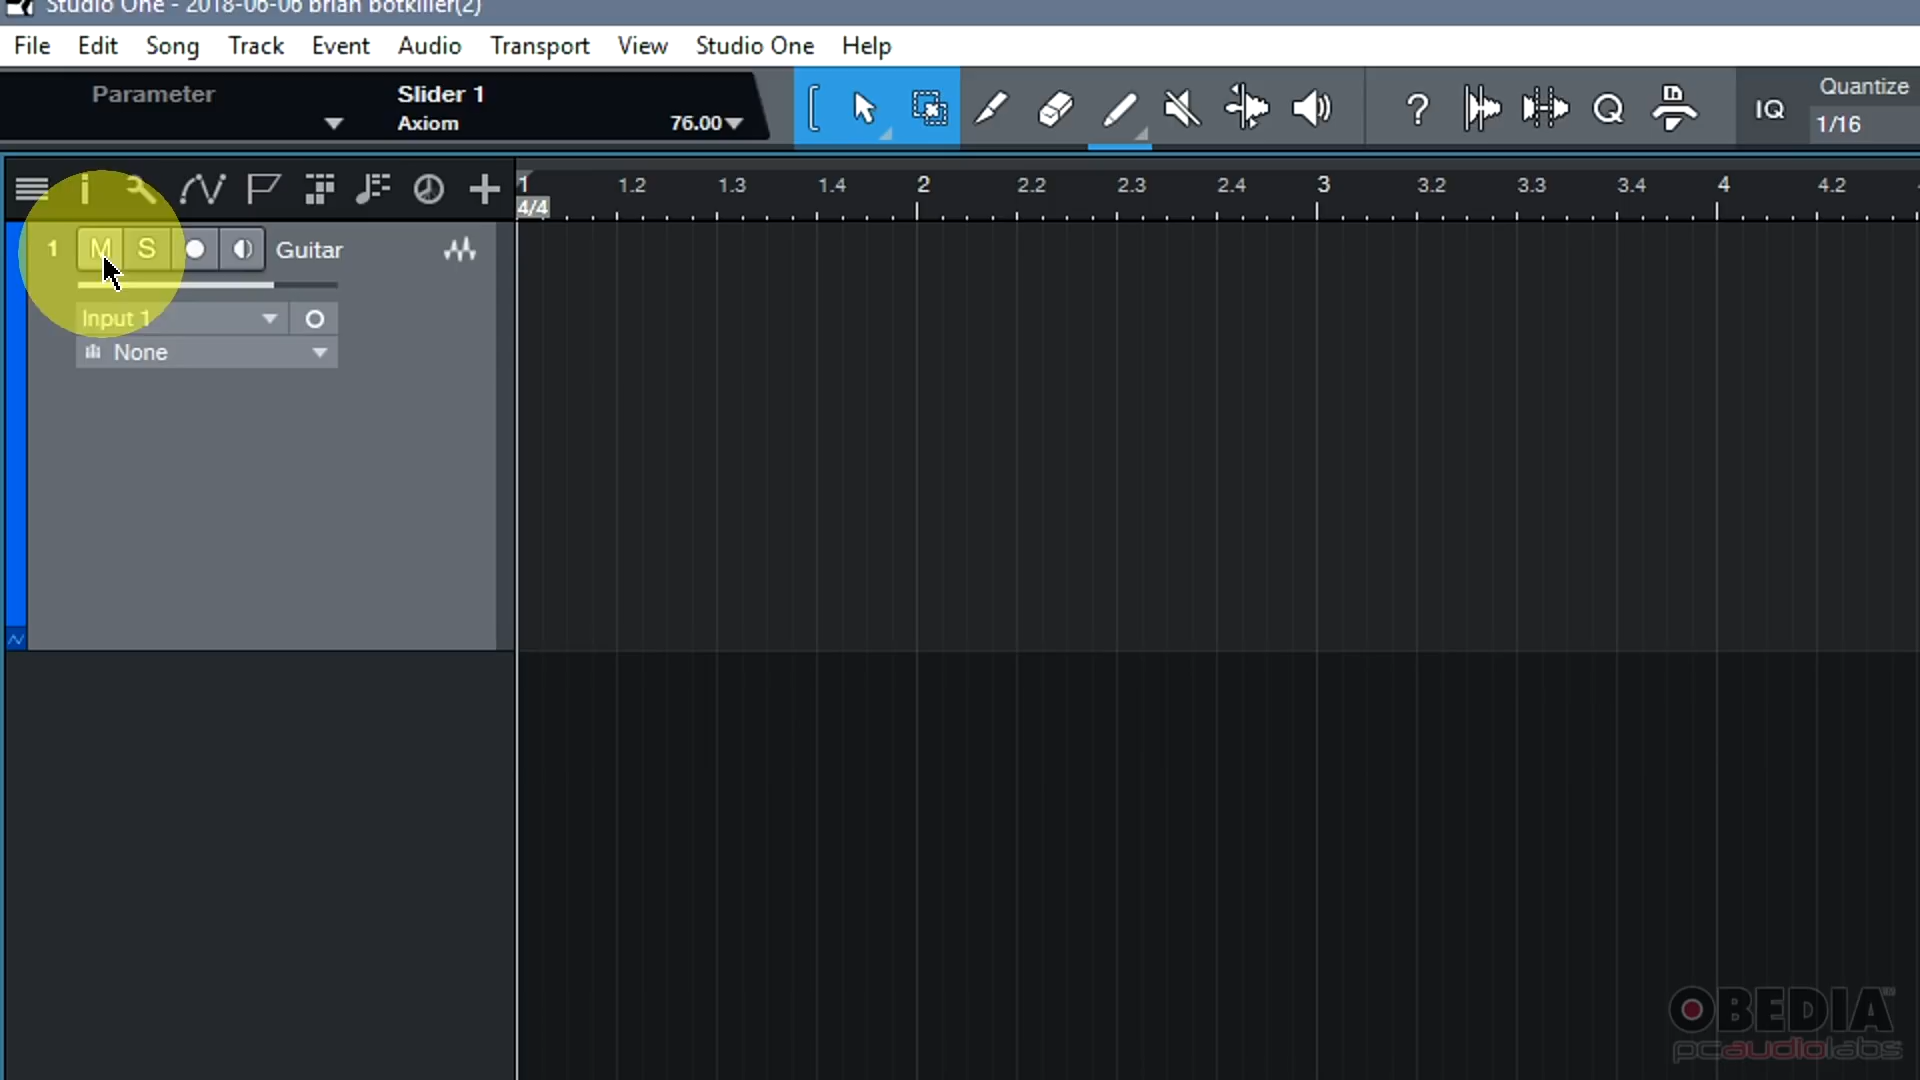 Studio One - 2018-06-06 brian botkiller(2)
File Edit Song Track Event Audio Transport View Studio One Help
Parameter
Slider 1
Axiom 76.00
IQ
Quantize
1/16
1 1.2 1.3 1.4 2 2.2 2.3 2.4 3 3.2 3.3 3.4 4 4.2
4/4
1 M S Guitar
Input 1
None
OBEDIA
pcaudiolabs